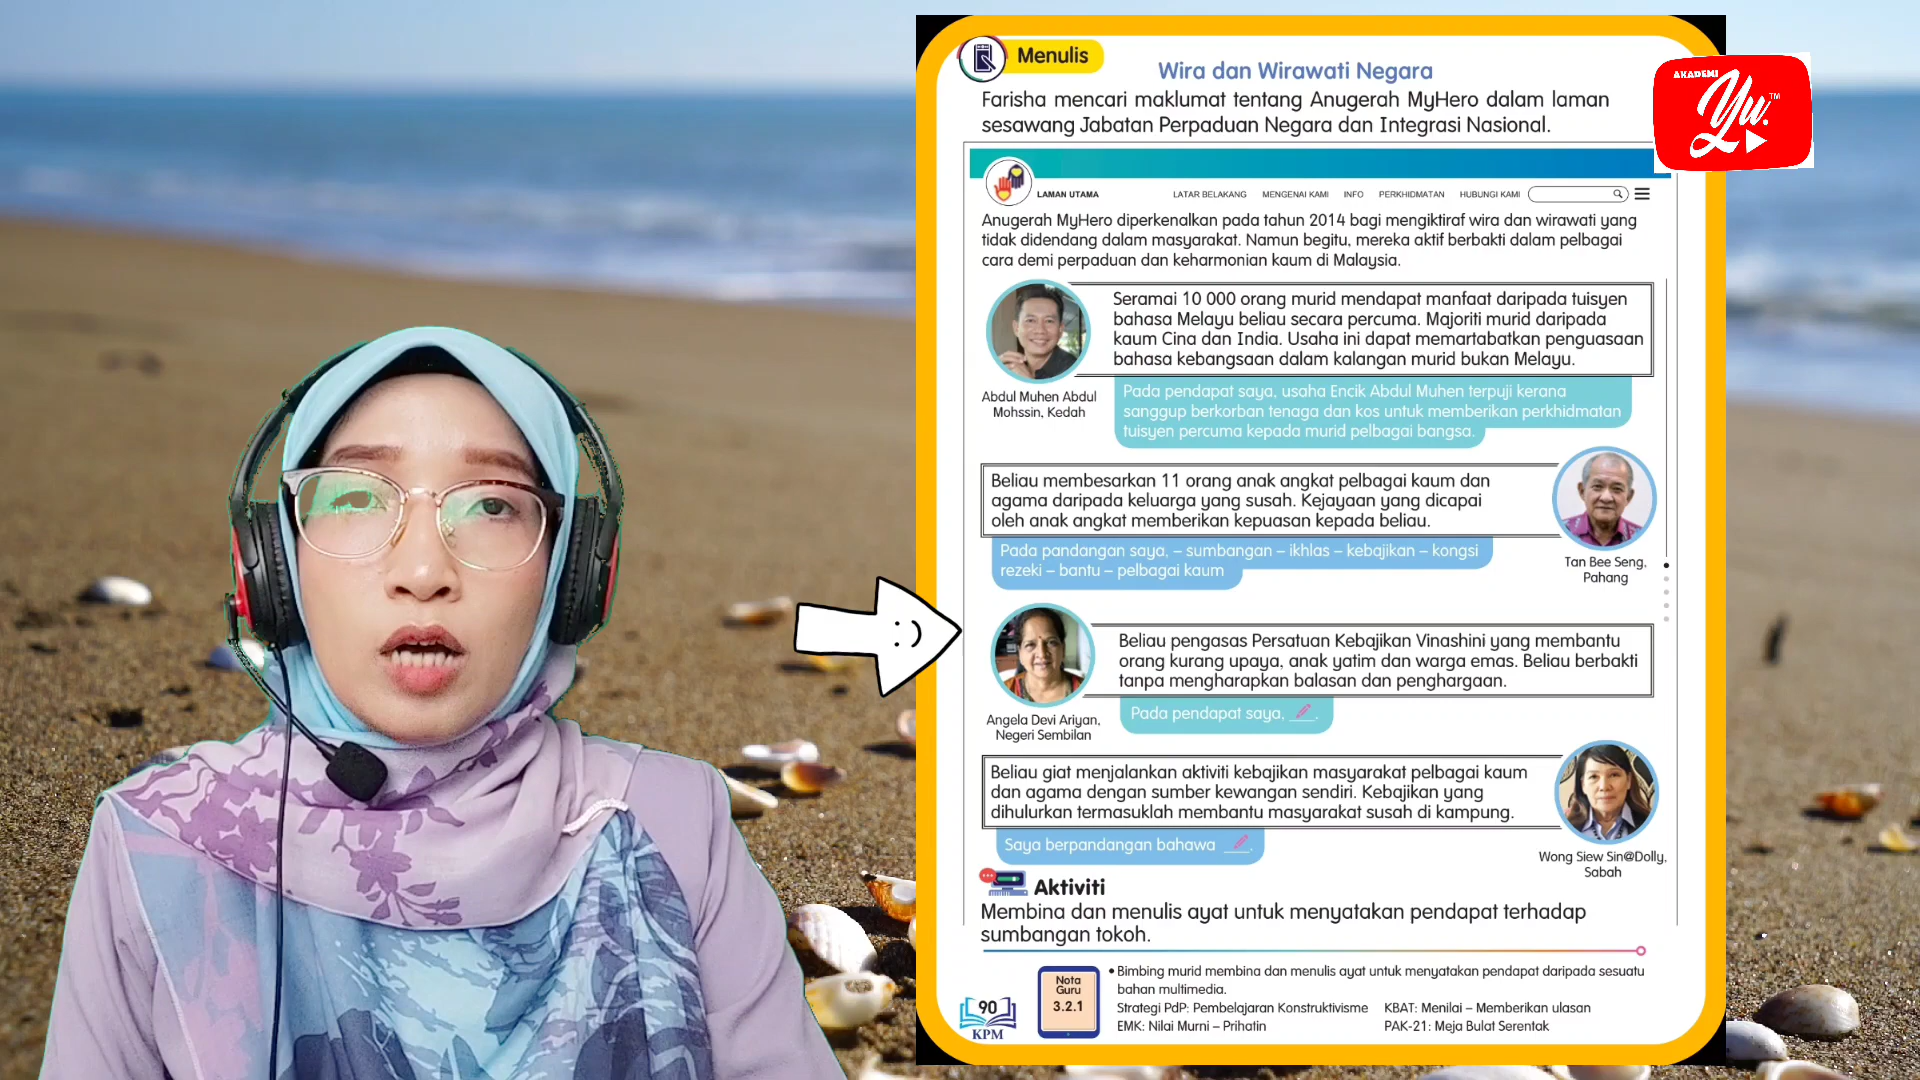 Menulis
Wira dan Wirawati Negara
AKADEMI
Yu.
TM
Farisha mencari maklumat tentang Anugerah MyHero dalam laman
sesawang Jabatan Perpaduan Negara dan Integrasi Nasional.
LAMAN UTAMA LATAR BELAKANG MENGENAI KAMI INFO PERKHIDMATAN HUBUNGI KAMI
Anugerah MyHero diperkenalkan pada tahun 2014 bagi mengiktiraf wira dan wirawati yang
tidak didendang dalam masyarakat. Namun begitu, mereka aktif berbakti dalam pelbagai
cara demi perpaduan dan keharmonian kaum di Malaysia.
Seramai 10 000 orang murid mendapat manfaat daripada tuisyen
bahasa Melayu beliau secara percuma. Majoriti murid daripada
kaum Cina dan India. Usaha ini dapat memartabatkan penguasaan
bahasa kebangsaan dalam kalangan murid bukan Melayu.
Abdul Muhen Abdul
Mohssin, Kedah
Pada pendapat saya, usaha Encik Abdul Muhen terpuji kerana
sanggup berkorban tenaga dan kos untuk memberikan perkhidmatan
tuisyen percuma kepada murid pelbagai bangsa.
Beliau membesarkan 11 orang anak angkat pelbagai kaum dan
agama daripada keluarga yang susah. Kejayaan yang dicapai
oleh anak angkat memberikan kepuasan kepada beliau.
Tan Bee Seng,
Pahang
Pada pandangan saya, – sumbangan – ikhlas – kebajikan – kongsi
rezeki – bantu – pelbagai kaum
Beliau pengasas Persatuan Kebajikan Vinashini yang membantu
orang kurang upaya, anak yatim dan warga emas. Beliau berbakti
tanpa mengharapkan balasan dan penghargaan.
Angela Devi Ariyan,
Negeri Sembilan
Pada pendapat saya, ___.
Beliau giat menjalankan aktiviti kebajikan masyarakat pelbagai kaum
dan agama dengan sumber kewangan sendiri. Kebajikan yang
dihulurkan termasuklah membantu masyarakat susah di kampung.
Wong Siew Sin@Dolly,
Sabah
Saya berpandangan bahawa ___.
Aktiviti
Membina dan menulis ayat untuk menyatakan pendapat terhadap
sumbangan tokoh.
Nota
Guru
3.2.1
• Bimbing murid membina dan menulis ayat untuk menyatakan pendapat daripada sesuatu
bahan multimedia.
Strategi PdP: Pembelajaran Konstruktivisme KBAT: Menilai – Memberikan ulasan
EMK: Nilai Murni – Prihatin PAK-21: Meja Bulat Serentak
90
KPM